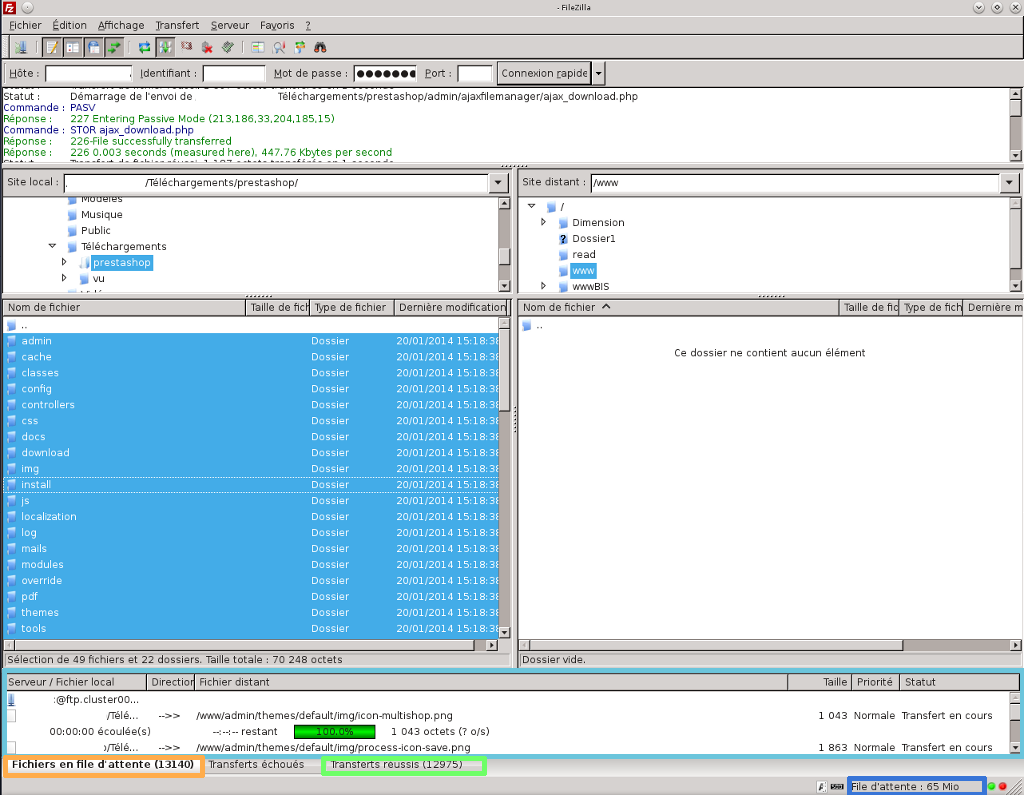 - FileZilla
Fichier Édition Affichage Transfert Serveur Favoris ?
Hôte : Identifiant : Mot de passe : ●●●●●●● Port : Connexion rapide
Statut : Démarrage de l'envoi de Téléchargements/prestashop/admin/ajaxfilemanager/ajax_download.php
Commande : PASV
Réponse : 227 Entering Passive Mode (213,186,33,204,185,15)
Commande : STOR ajax_download.php
Réponse : 226-File successfully transferred
Réponse : 226 0.003 seconds (measured here), 447.76 Kbytes per second
Statut : Transfert de fichier réussi, 1 187 octets transférés en 1 seconde
Site local : /Téléchargements/prestashop/
Modèles
Musique
Public
Téléchargements
prestashop
vu
Site distant : /www
/
Dimension
Dossier1
read
www
wwwBIS
Nom de fichier Taille de fich Type de fichier Dernière modification
..
admin Dossier 20/01/2014 15:18:38
cache Dossier 20/01/2014 15:18:38
classes Dossier 20/01/2014 15:18:38
config Dossier 20/01/2014 15:18:38
controllers Dossier 20/01/2014 15:18:38
css Dossier 20/01/2014 15:18:38
docs Dossier 20/01/2014 15:18:38
download Dossier 20/01/2014 15:18:38
img Dossier 20/01/2014 15:18:38
install Dossier 20/01/2014 15:18:38
js Dossier 20/01/2014 15:18:38
localization Dossier 20/01/2014 15:18:38
log Dossier 20/01/2014 15:18:38
mails Dossier 20/01/2014 15:18:38
modules Dossier 20/01/2014 15:18:38
override Dossier 20/01/2014 15:18:38
pdf Dossier 20/01/2014 15:18:38
themes Dossier 20/01/2014 15:18:38
tools Dossier 20/01/2014 15:18:38
Sélection de 49 fichiers et 22 dossiers. Taille totale : 70 248 octets
Nom de fichier Taille de fic Type de fich Dernière m
..
Ce dossier ne contient aucun élément
Dossier vide.
Serveur / Fichier local Direction Fichier distant Taille Priorité Statut
:@ftp.cluster00...
/Télé... -->> /www/admin/themes/default/img/icon-multishop.png 1 043 Normale Transfert en cours
00:00:00 écoulée(s) --:--:-- restant 100.0% 1 043 octets (? o/s)
/Télé... -->> /www/admin/themes/default/img/process-icon-save.png 1 863 Normale Transfert en cours
Fichiers en file d'attente (13140) Transferts échoués Transferts réussis (12975)
File d'attente : 65 Mio